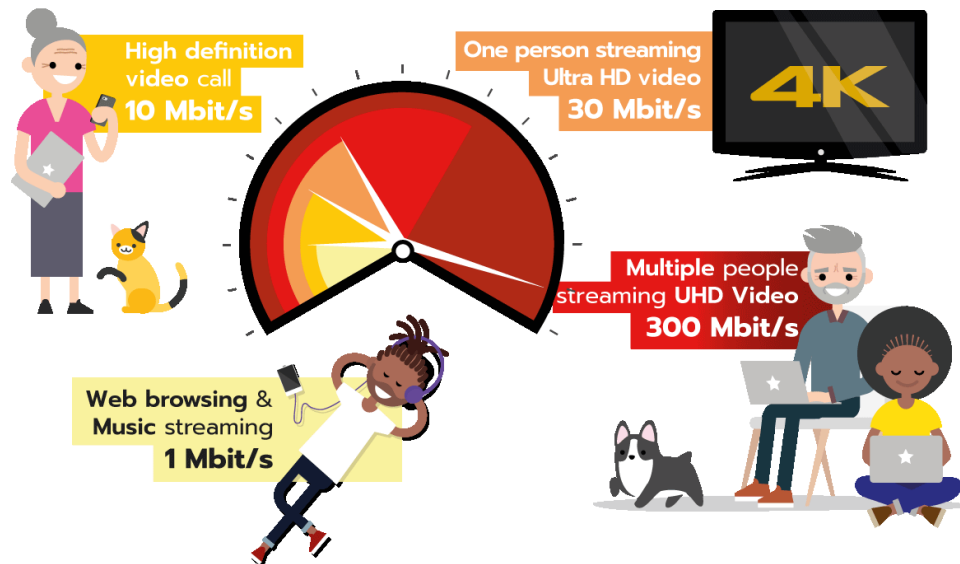 High definition
video call
10 Mbit/s
One person streaming
Ultra HD video
30 Mbit/s
4K
Multiple people
streaming UHD Video
300 Mbit/s
Web browsing &
Music streaming
1 Mbit/s